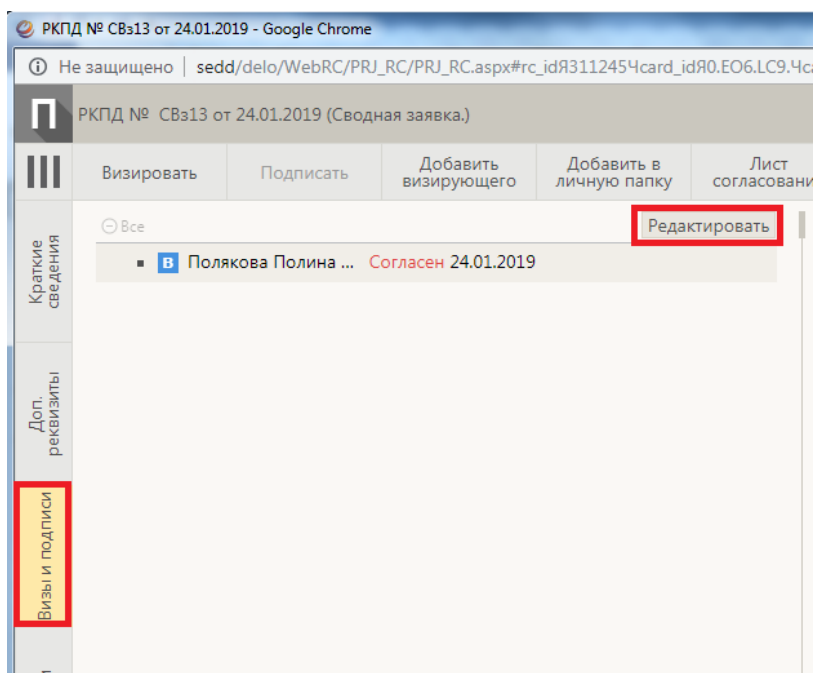 РКПД № СВз13 от 24.01.2019 - Google Chrome
Не защищено | sedd/delo/WebRC/PRJ_RC/PRJ_RC.aspx#rc_idЯ311245Чcard_idЯ0.EO6.LC9.Чc
П РКПД № СВз13 от 24.01.2019 (Сводная заявка.)
Визировать
Подписать
Добавить
визирующего
Добавить в
личную папку
Лист
согласовани
Все
Редактировать
В Полякова Полина ... Согласен 24.01.2019
Краткие
сведения
Доп.
реквизиты
Визы и подписи